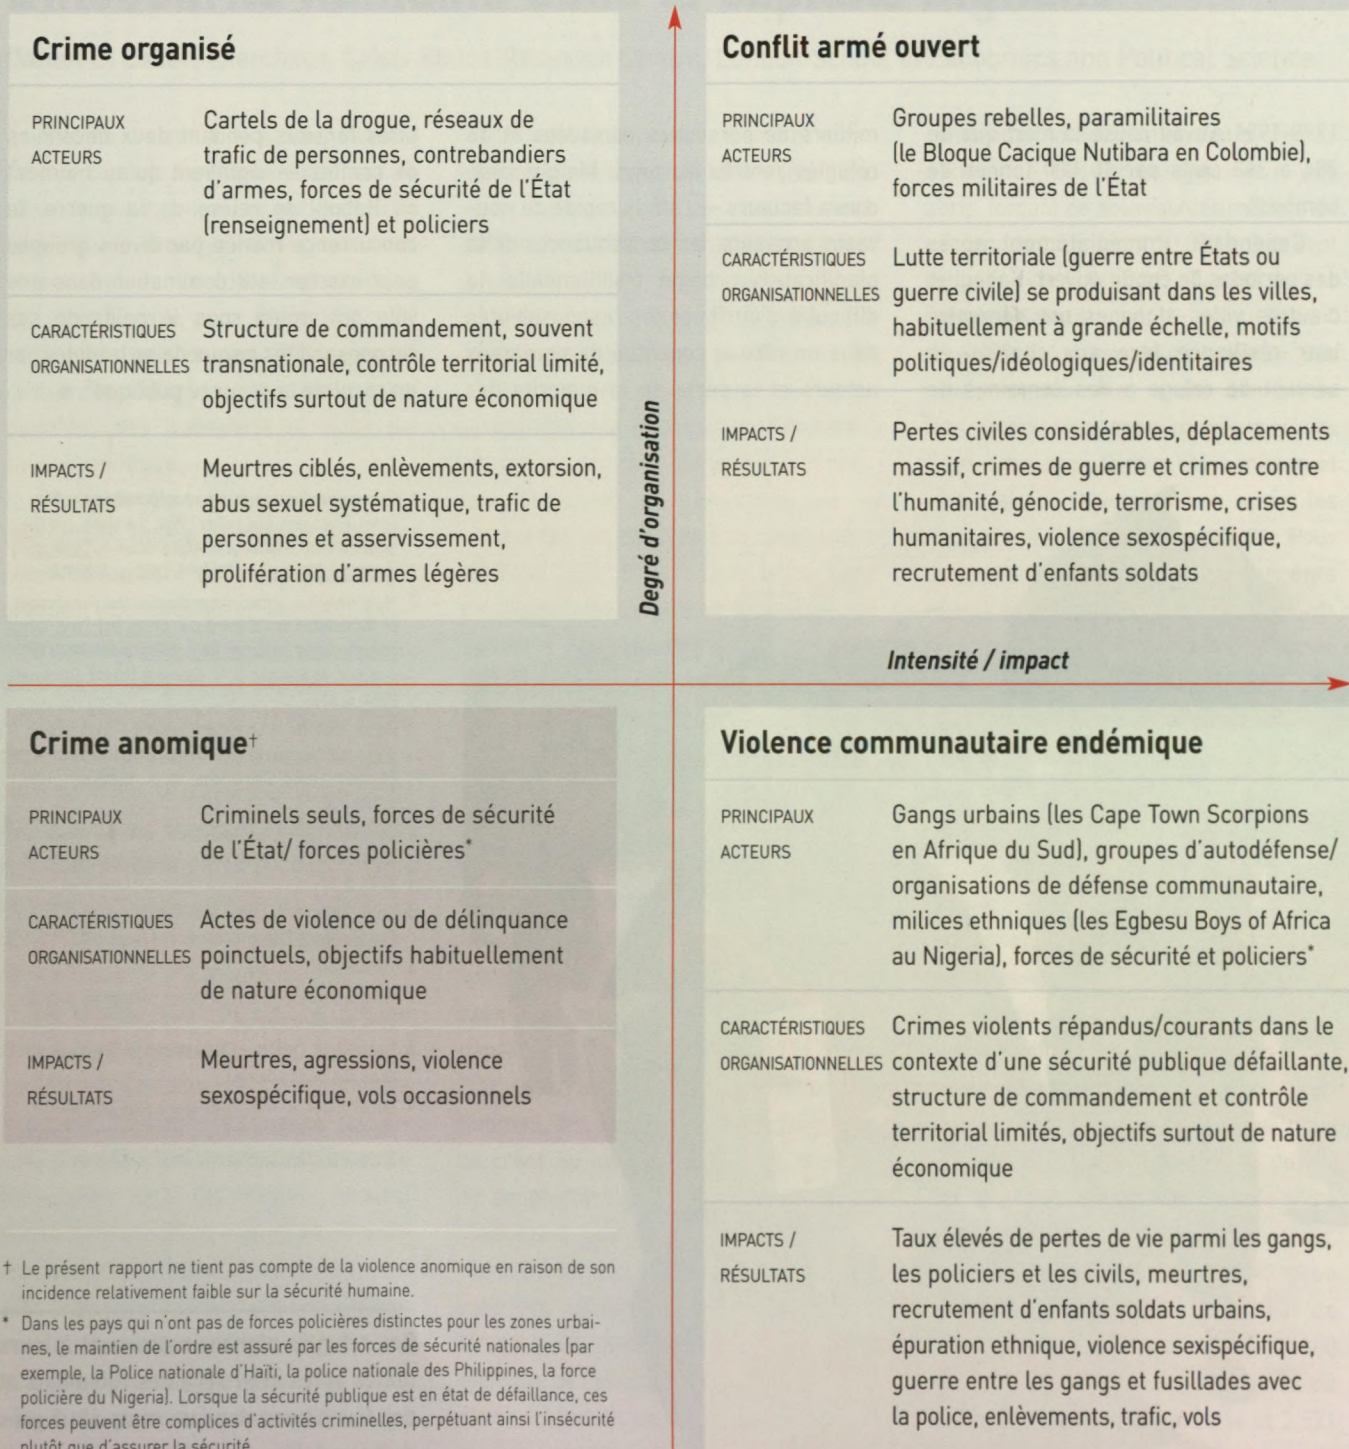 Crime organisé
PRINCIPAUX
ACTEURS
Cartels de la drogue, réseaux de
trafic de personnes, contrebandiers
d'armes, forces de sécurité de l'État
(renseignement) et policiers
CARACTÉRISTIQUES
ORGANISATIONNELLES
Structure de commandement, souvent
transnationale, contrôle territorial limité,
objectifs surtout de nature économique
IMPACTS /
RÉSULTATS
Meurtres ciblés, enlèvements, extorsion,
abus sexuel systématique, trafic de
personnes et asservissement,
prolifération d'armes légères
Degré d'organisation
Conflit armé ouvert
PRINCIPAUX
ACTEURS
Groupes rebelles, paramilitaires
(le Bloque Cacique Nutibara en Colombie),
forces militaires de l'État
CARACTÉRISTIQUES
ORGANISATIONNELLES
Lutte territoriale (guerre entre États ou
guerre civile) se produisant dans les villes,
habituellement à grande échelle, motifs
politiques/idéologiques/identitaires
IMPACTS /
RÉSULTATS
Pertes civiles considérables, déplacements
massif, crimes de guerre et crimes contre
l'humanité, génocide, terrorisme, crises
humanitaires, violence sexospécifique,
recrutement d'enfants soldats
Intensité / impact
Crime anomique†
PRINCIPAUX
ACTEURS
Criminels seuls, forces de sécurité
de l'État/ forces policières*
CARACTÉRISTIQUES
ORGANISATIONNELLES
Actes de violence ou de délinquance
poinctuels, objectifs habituellement
de nature économique
IMPACTS /
RÉSULTATS
Meurtres, agressions, violence
sexospécifique, vols occasionnels
† Le présent rapport ne tient pas compte de la violence anomique en raison de son
incidence relativement faible sur la sécurité humaine.
* Dans les pays qui n'ont pas de forces policières distinctes pour les zones urbai-
nes, le maintien de l'ordre est assuré par les forces de sécurité nationales (par
exemple, la Police nationale d'Haïti, la police nationale des Philippines, la force
policière du Nigeria). Lorsque la sécurité publique est en état de défaillance, ces
forces peuvent être complices d'activités criminelles, perpétuant ainsi l'insécurité
plutôt que d'assurer la sécurité
Violence communautaire endémique
PRINCIPAUX
ACTEURS
Gangs urbains (les Cape Town Scorpions
en Afrique du Sud), groupes d'autodéfense/
organisations de défense communautaire,
milices ethniques (les Egbesu Boys of Africa
au Nigeria), forces de sécurité et policiers*
CARACTÉRISTIQUES
ORGANISATIONNELLES
Crimes violents répandus/courants dans le
contexte d'une sécurité publique défaillante,
structure de commandement et contrôle
territorial limités, objectifs surtout de nature
économique
IMPACTS /
RÉSULTATS
Taux élevés de pertes de vie parmi les gangs,
les policiers et les civils, meurtres,
recrutement d'enfants soldats urbains,
épuration ethnique, violence sexispécifique,
guerre entre les gangs et fusillades avec
la police, enlèvements, trafic, vols